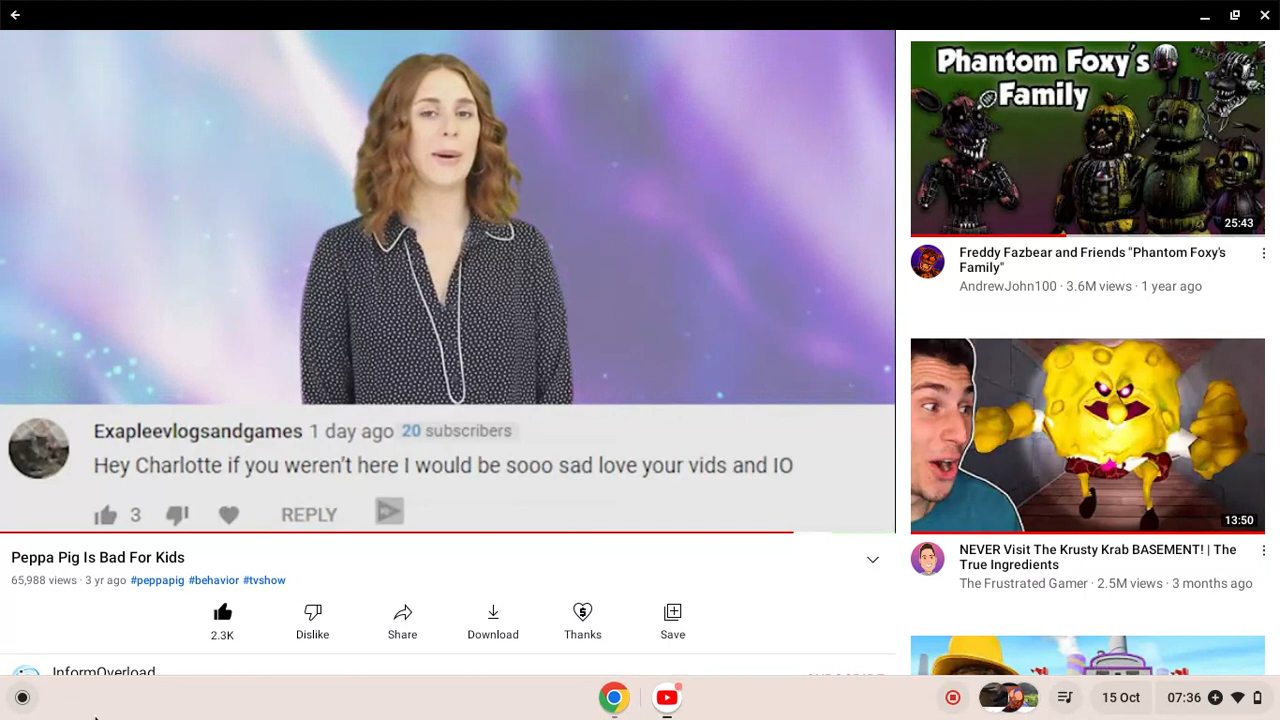 Exapleevlogsandgames 1 day ago 20 subscribers
Hey Charlotte if you weren't here I would be sooo sad love your vids and IO
3
REPLY
Peppa Pig Is Bad For Kids
65,988 views · 3 yr ago #peppapig #behavior #tvshow
2.3K
Dislike
Share
Download
Thanks
Save
InformOverload
SUBSCRIBE
Phantom Foxy's
Family
25:43
Freddy Fazbear and Friends "Phantom Foxy's
Family"
AndrewJohn100 · 3.6M views · 1 year ago
13:50
NEVER Visit The Krusty Krab BASEMENT! | The
True Ingredients
The Frustrated Gamer · 2.5M views · 3 months ago
15 Oct
07:36